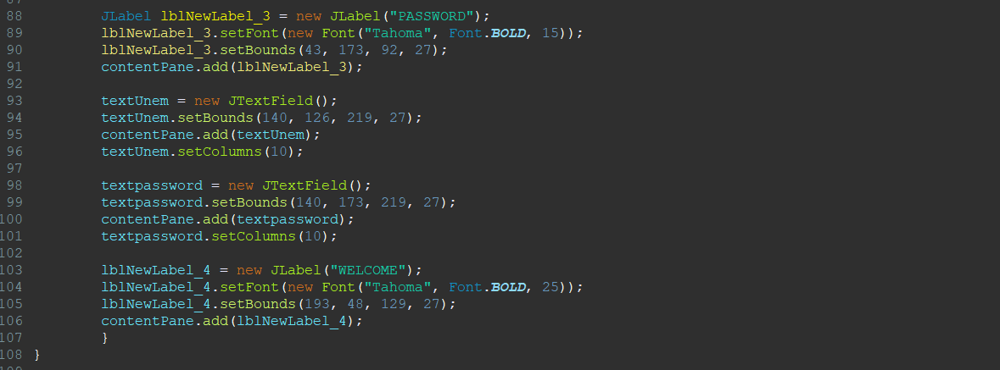 88 JLabel lblNewLabel_3 = new JLabel("PASSWORD");
89 lblNewLabel_3.setFont(new Font("Tahoma", Font.BOLD, 15));
90 lblNewLabel_3.setBounds(43, 173, 92, 27);
91 contentPane.add(lblNewLabel_3);
92
93 textUnem = new JTextField();
94 textUnem.setBounds(140, 126, 219, 27);
95 contentPane.add(textUnem);
96 textUnem.setColumns(10);
97
98 textpassword = new JTextField();
99 textpassword.setBounds(140, 173, 219, 27);
100 contentPane.add(textpassword);
101 textpassword.setColumns(10);
102
103 lblNewLabel_4 = new JLabel("WELCOME");
104 lblNewLabel_4.setFont(new Font("Tahoma", Font.BOLD, 25));
105 lblNewLabel_4.setBounds(193, 48, 129, 27);
106 contentPane.add(lblNewLabel_4);
107 }
108 }